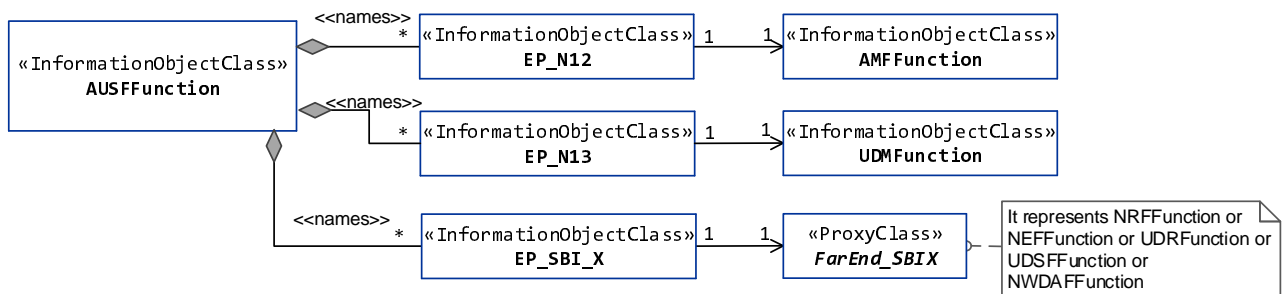 <<names>>
«InformationObjectClass»
AUSFFunction
*
«InformationObjectClass»
EP_N12
1
1
«InformationObjectClass»
AMFFunction
<<names>>
*
«InformationObjectClass»
EP_N13
1
1
«InformationObjectClass»
UDMFunction
<<names>>
*
«InformationObjectClass»
EP_SBI_X
1
1
«ProxyClass»
FarEnd_SBIX
It represents NRFFunction or
NEFFunction or UDRFunction or
UDSFFunction or
NWDAFFunction